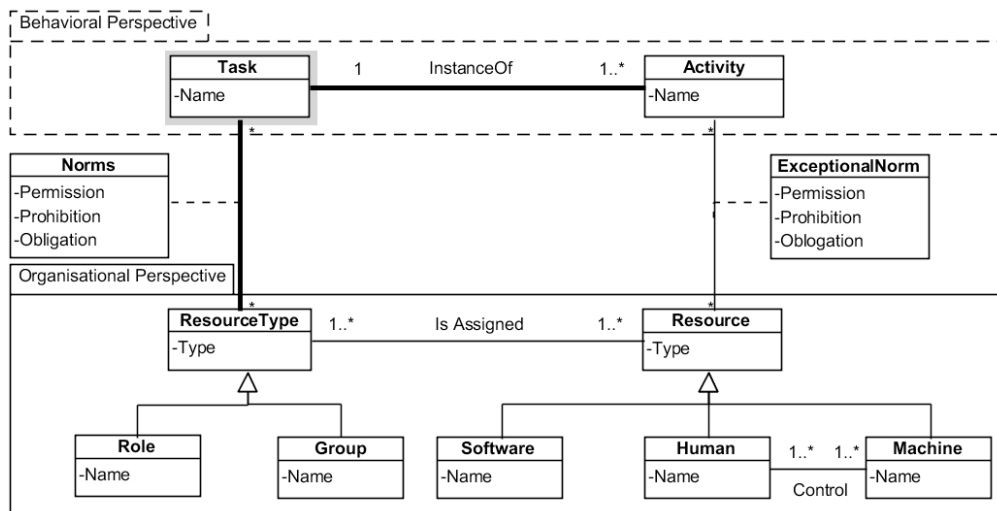 Behavioral Perspective
Task
-Name
1 InstanceOf 1..*
Activity
-Name
*
*
Norms
-Permission
-Prohibition
-Obligation
ExceptionalNorm
-Permission
-Prohibition
-Oblogation
Organisational Perspective
*
*
ResourceType
-Type
1..* Is Assigned 1..*
Resource
-Type
Role
-Name
Group
-Name
Software
-Name
Human
-Name
1..* 1..*
Control
Machine
-Name